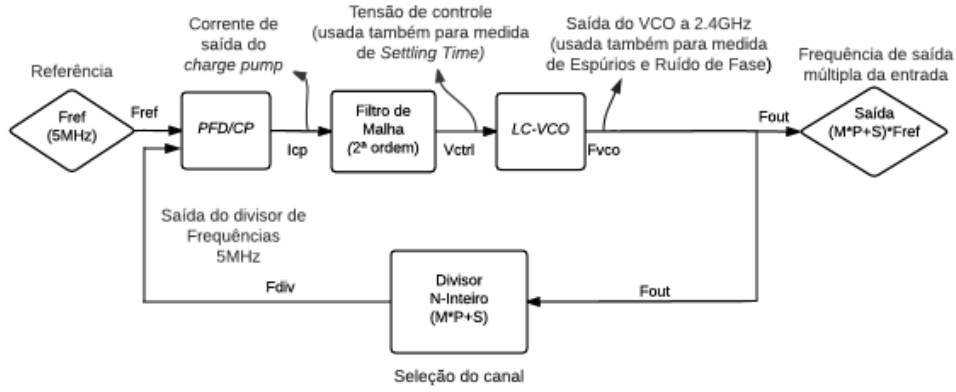 Corrente de
saída do
charge pump
Tensão de controle
(usada também para medida
de Settling Time)
Saída do VCO a 2.4GHz
(usada também para medida
de Espúrios e Ruído de Fase)
Frequência de saída
múltipla da entrada
Referência
Fref
(5MHz)
Fref
PFD/CP
Icp
Filtro de
Malha
(2ª ordem)
Vctrl
LC-VCO
Fvco
Fout
Saída
(M*P+S)*Fref
Saída do divisor de
Frequências
5MHz
Fdiv
Divisor
N-Inteiro
(M*P+S)
Fout
Seleção do canal